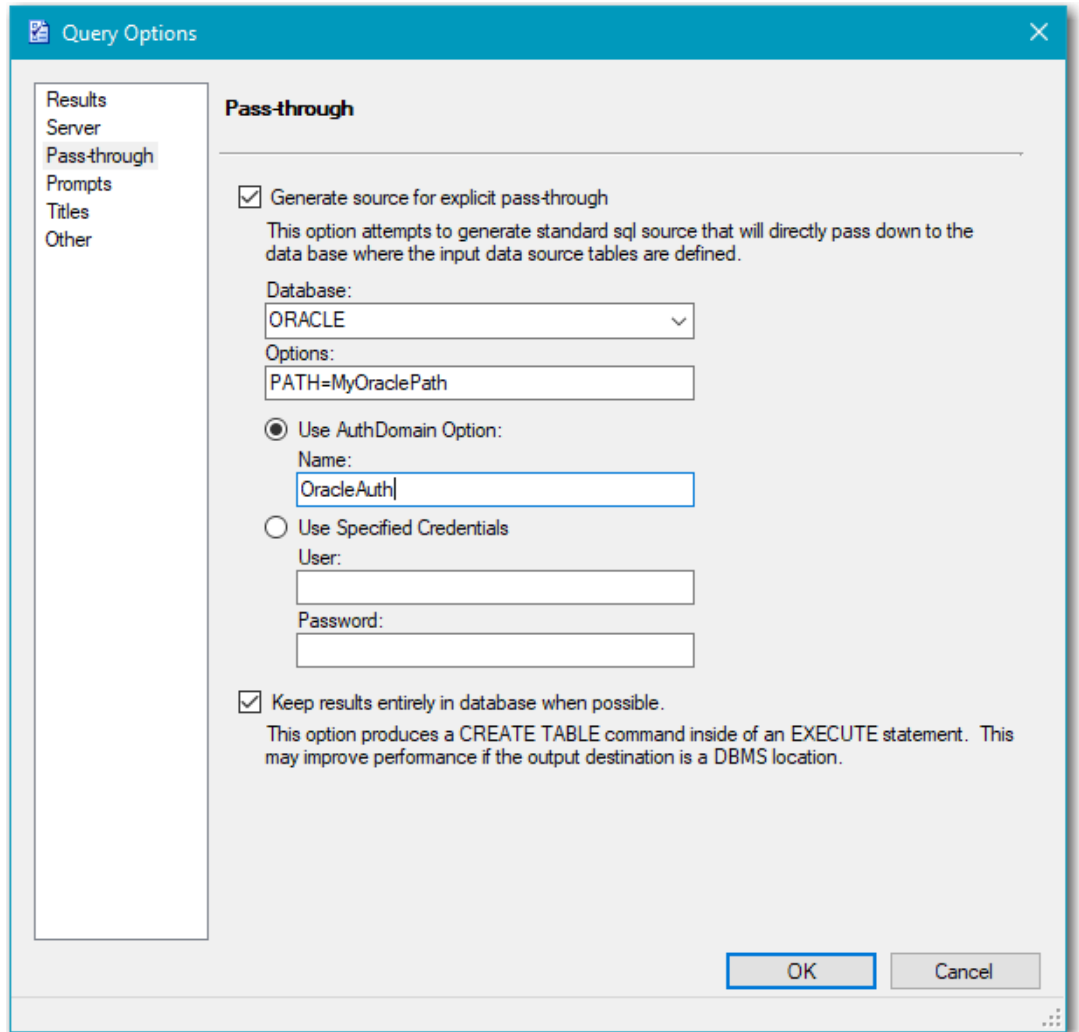 Query Options
Results
Server
Pass-through
Prompts
Titles
Other
Pass-through
Generate source for explicit pass-through
This option attempts to generate standard sql source that will directly pass down to the
data base where the input data source tables are defined.
Database:
ORACLE
Options:
PATH=MyOraclePath
Use AuthDomain Option:
Name:
OracleAuth
Use Specified Credentials
User:
Password:
Keep results entirely in database when possible.
This option produces a CREATE TABLE command inside of an EXECUTE statement. This
may improve performance if the output destination is a DBMS location.
OK
Cancel